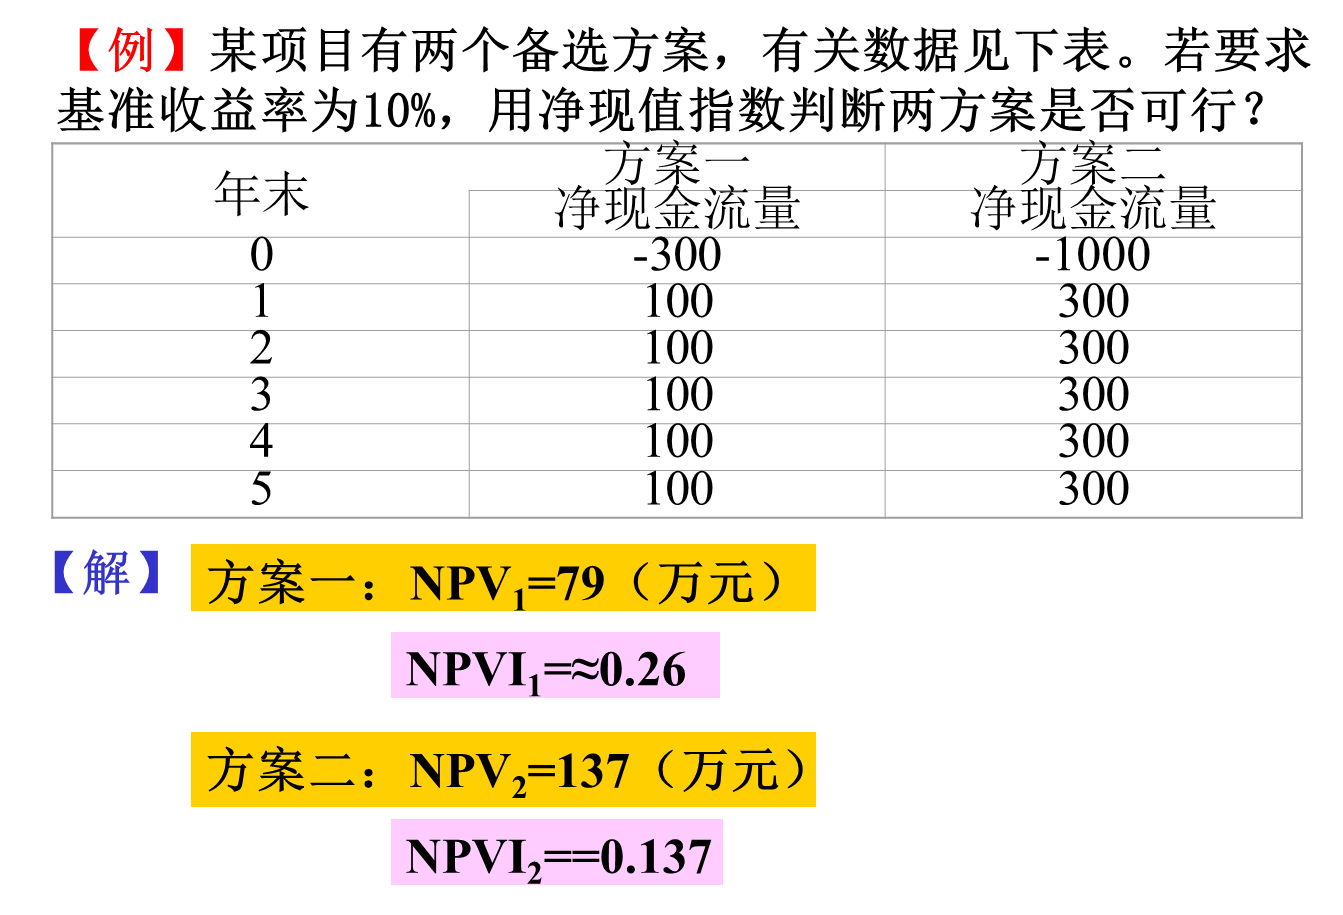 【例】某项目有两个备选方案，有关数据见下表。若要求
基准收益率为10%，用净现值指数判断两方案是否可行？
年末 方案一 方案二
净现金流量 净现金流量
0 -300 -1000
1 100 300
2 100 300
3 100 300
4 100 300
5 100 300
【解】 方案一：NPV₁=79（万元）
NPVI₁=≈0.26
方案二：NPV₂=137（万元）
NPVI₂==0.137